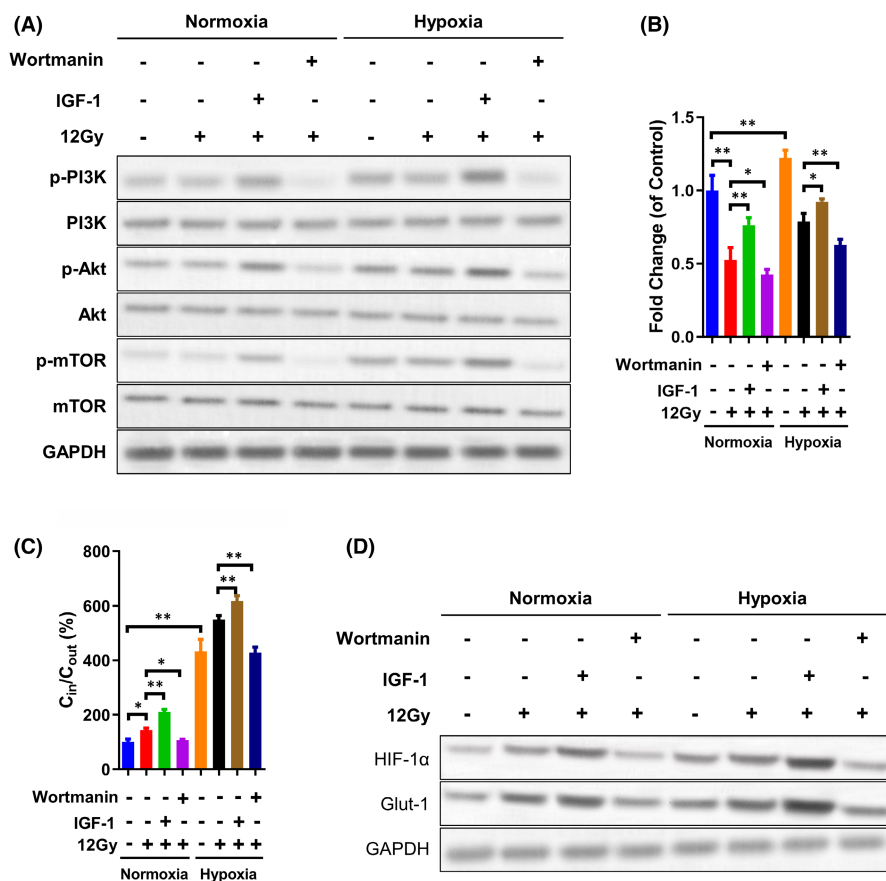 (A)
Normoxia Hypoxia
Wortmanin - - - + - - - +
IGF-1 - - + - - - + -
12Gy - + + + - + + +
p-PI3K
PI3K
p-Akt
Akt
p-mTOR
mTOR
GAPDH
(B)
Fold Change (of Control)
1.5
1.0
0.5
0.0
** ** ** * ** * **
Wortmanin - - - + - - - +
IGF-1 - - + - - - + -
12Gy - + + + - + + +
Normoxia Hypoxia
(C)
Cin/Cout (%)
800
600
400
200
0
* ** * ** ** **
Wortmanin - - - + - - - +
IGF-1 - - + - - - + -
12Gy - + + + - + + +
Normoxia Hypoxia
(D)
Normoxia Hypoxia
Wortmanin - - - + - - - +
IGF-1 - - + - - - + -
12Gy - + + + - + + +
HIF-1α
Glut-1
GAPDH